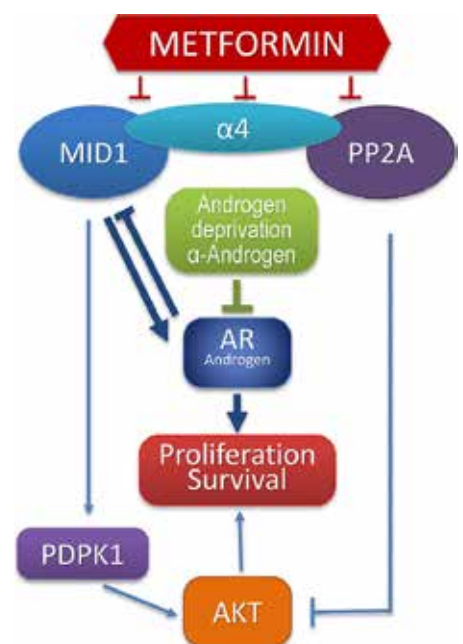 METFORMIN
α4
MID1
PP2A
Androgen
deprivation
α-Androgen
AR
Androgen
Proliferation
Survival
PDPK1
AKT